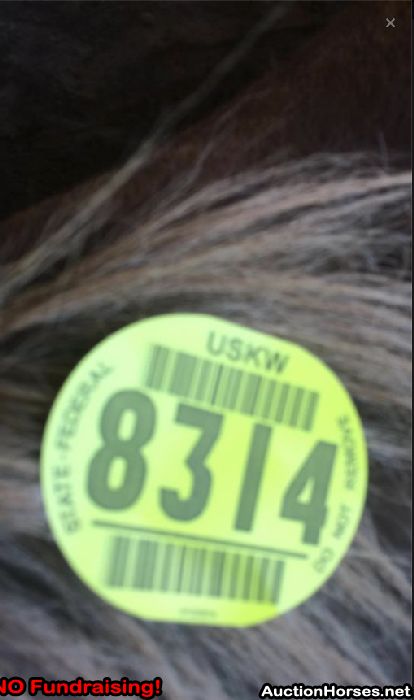 USKW
STATE-FEDERAL
8314
DO NOT REMOVE
NO Fundraising!
AuctionHorses.net